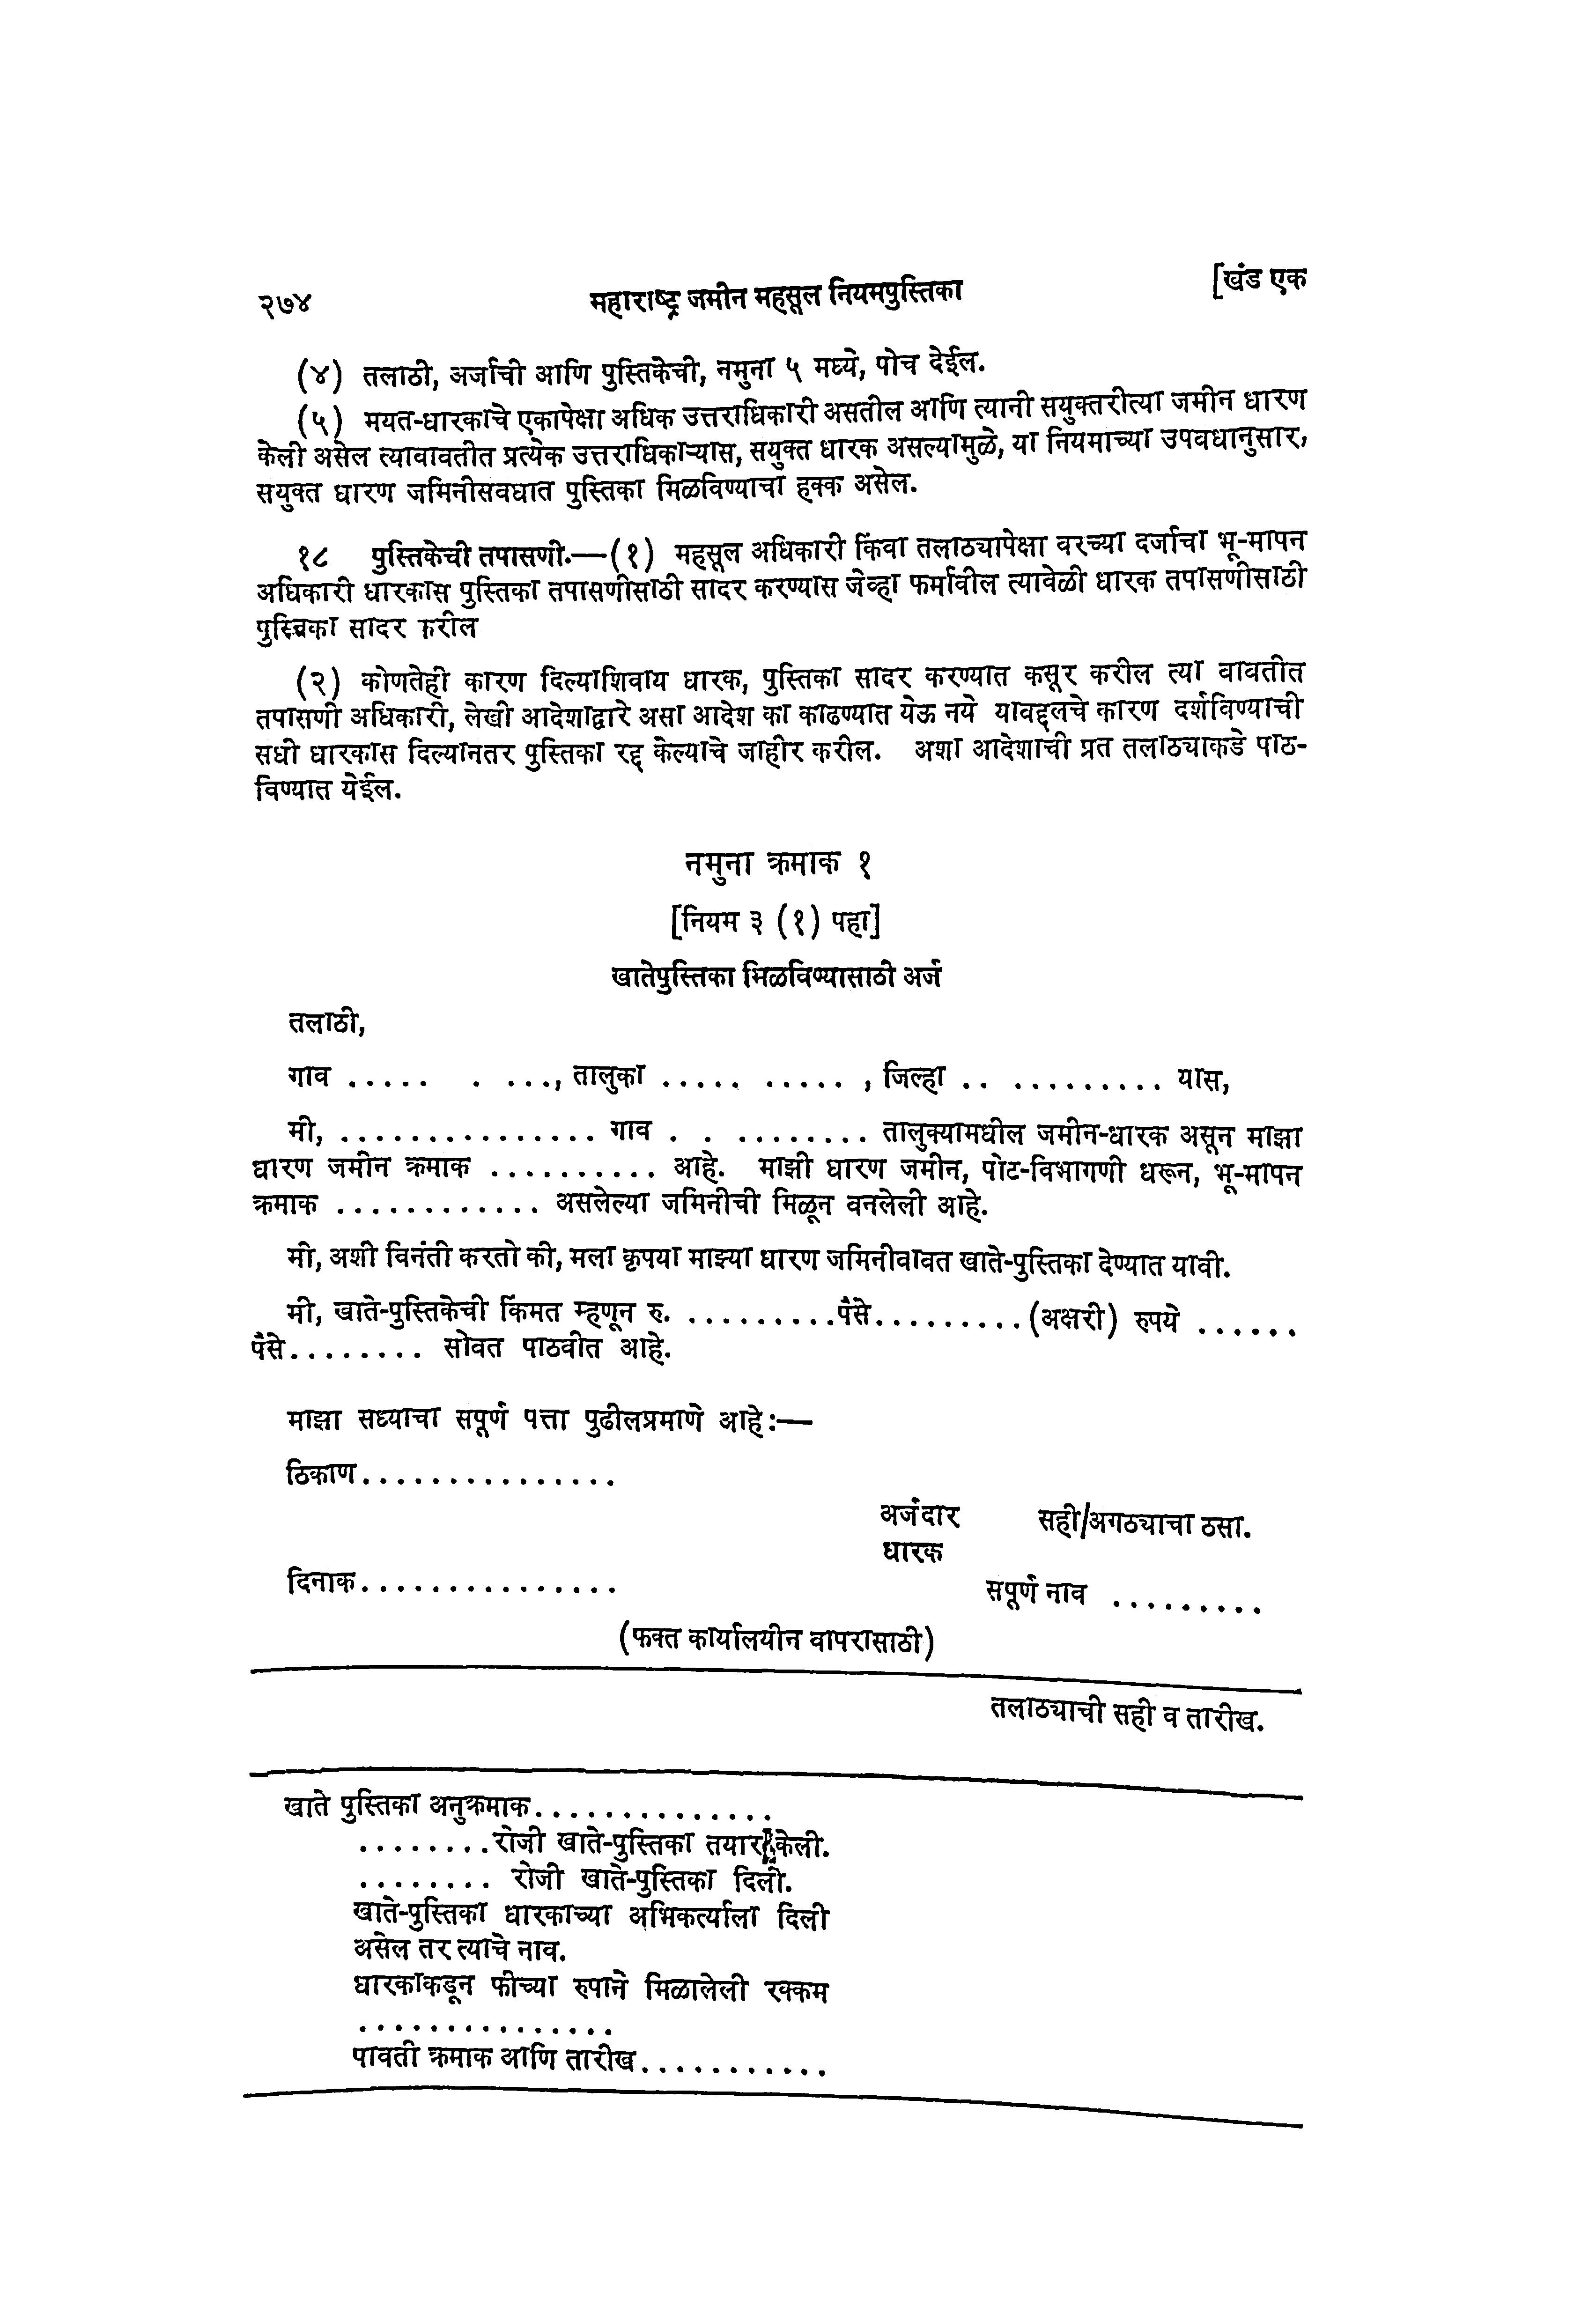 २७४ महाराष्ट्र जमीन महसूल नियमपुस्तिका [खंड एक
(४) तलाठी, अर्जाची आणि पुस्तिकेची, नमुना ५ मध्ये, पोच देईल.
(५) मयत-धारकाचे एकापेक्षा अधिक उत्तराधिकारी असतील आणि त्यानी सयुक्तरीत्या जमीन धारण
केली असेल त्याबाबतीत प्रत्येक उत्तराधिकाऱ्यास, सयुक्त धारक असल्यामुळे, या नियमाच्या उपबधानुसार,
सयुक्त धारण जमिनीसबधात पुस्तिका मिळविण्याचा हक्क असेल.
१८ पुस्तिकेची तपासणी.—(१) महसूल अधिकारी किंवा तलाठ्यापेक्षा वरच्या दर्जाचा भू-मापन
अधिकारी धारकास पुस्तिका तपासणीसाठी सादर करण्यास जेव्हा फर्मावील त्यावेळी धारक तपासणीसाठी
पुस्तिका सादर करील
(२) कोणतेही कारण दिल्याशिवाय धारक, पुस्तिका सादर करण्यात कसूर करील त्या बाबतीत
तपासणी अधिकारी, लेखी आदेशाद्वारे असा आदेश का काढण्यात येऊ नये याबद्दलचे कारण दर्शविण्याची
सधी धारकास दिल्यानतर पुस्तिका रद्द केल्याचे जाहीर करील. अशा आदेशाची प्रत तलाठ्याकडे पाठ-
विण्यात येईल.
नमुना क्रमाक १
[नियम ३ (१) पहा]
खातेपुस्तिका मिळविण्यासाठी अर्ज
तलाठी,
गाव ..... . ...., तालुका ..... ..... , जिल्हा .. ......... यास,
मी, ............... गाव . . ........ तालुक्यामधील जमीन-धारक असून माझा
धारण जमीन क्रमाक .......... आहे. माझी धारण जमीन, पोट-विभागणी धरून, भू-मापन
क्रमाक ............ असलेल्या जमिनीची मिळून बनलेली आहे.
मी, अशी विनंती करतो की, मला कृपया माझ्या धारण जमिनीबाबत खाते-पुस्तिका देण्यात यावी.
मी, खाते-पुस्तिकेची किंमत म्हणून रु. .........पैसे.........(अक्षरी) रुपये ......
पैसे........ सोबत पाठवीत आहे.
माझा सध्याचा सपूर्ण पत्ता पुढीलप्रमाणे आहे:—
ठिकाण...............
अर्जदार सही/अगठ्याचा ठसा.
धारक
दिनाक...............
सपूर्ण नाव .........
(फक्त कार्यालयीन वापरासाठी)
तलाठ्याची सही व तारीख.
खाते पुस्तिका अनुक्रमाक..............
........रोजी खाते-पुस्तिका तयार केली.
........ रोजी खाते-पुस्तिका दिली.
खाते-पुस्तिका धारकाच्या अभिकर्त्याला दिली
असेल तर त्याचे नाव.
धारकाकडून फीच्या रुपाने मिळालेली रक्कम
...............
पावती क्रमाक आणि तारीख...........